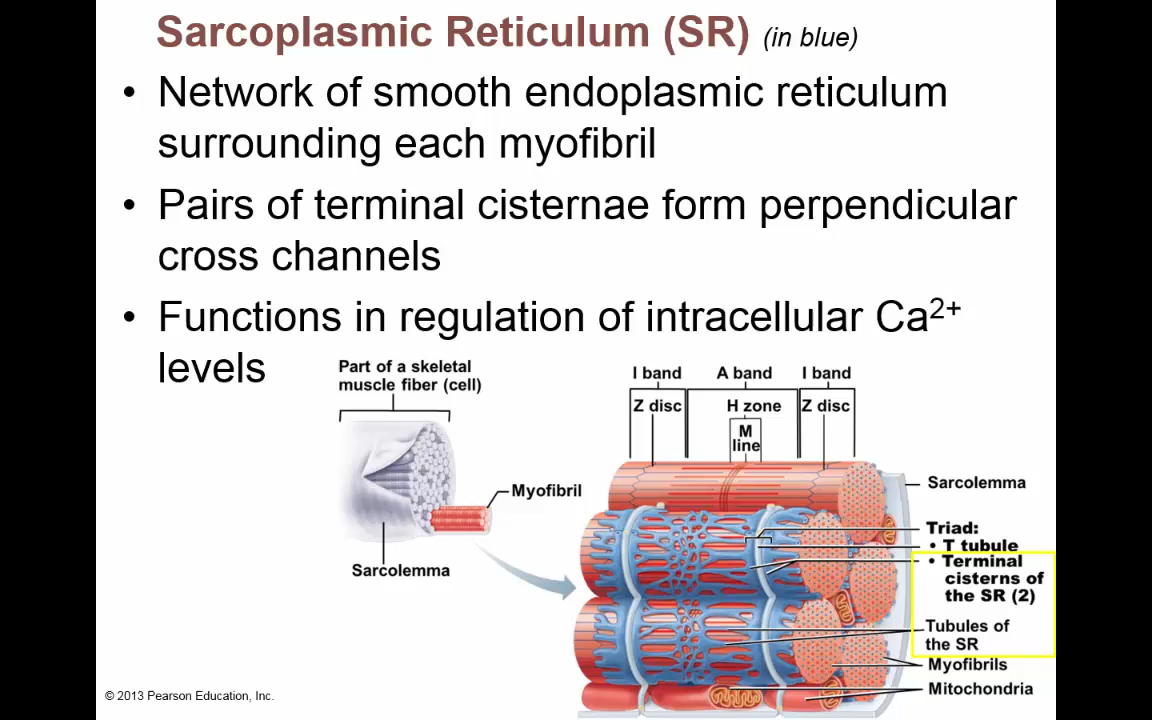 Sarcoplasmic Reticulum (SR) (in blue)
• Network of smooth endoplasmic reticulum
surrounding each myofibril
• Pairs of terminal cisternae form perpendicular
cross channels
• Functions in regulation of intracellular Ca²⁺
levels
Part of a skeletal
muscle fiber (cell)
Myofibril
Sarcolemma
I band
A band
I band
Z disc
H zone
Z disc
M
line
Sarcolemma
Triad:
• T tubule
• Terminal
cisterns of
the SR (2)
Tubules of
the SR
Myofibrils
Mitochondria
© 2013 Pearson Education, Inc.